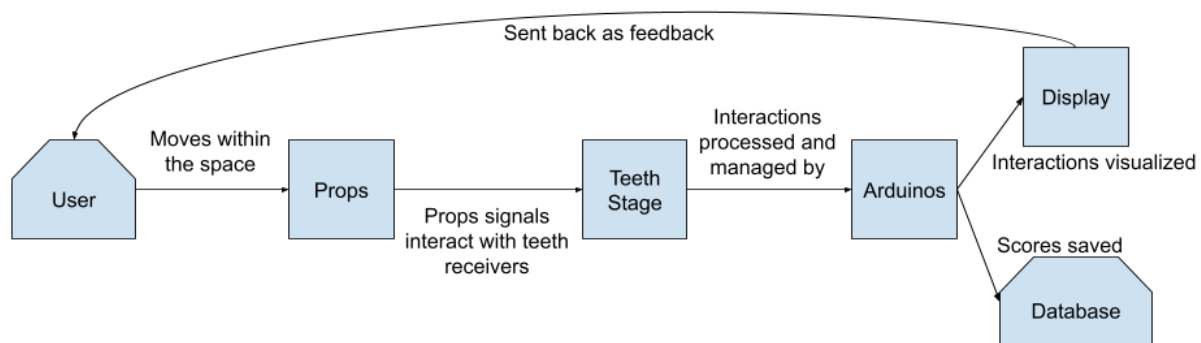 Sent back as feedback
Display
Interactions visualized
Moves within
the space
User
Props
Props signals
interact with teeth
receivers
Teeth
Stage
Interactions
processed and
managed by
Arduinos
Scores saved
Database